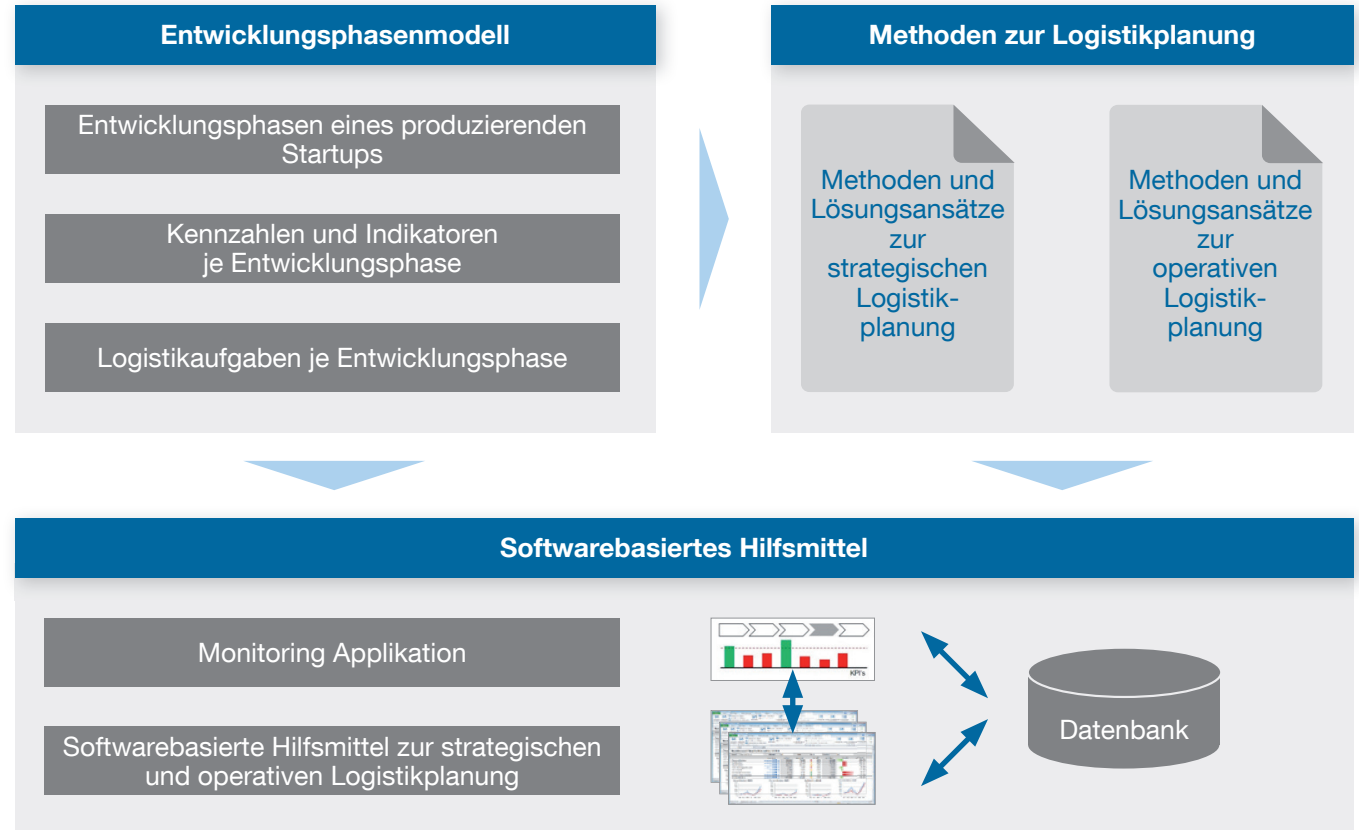 Entwicklungsphasenmodell
Entwicklungsphasen eines produzierenden
Startups
Kennzahlen und Indikatoren
je Entwicklungsphase
Logistikaufgaben je Entwicklungsphase
Methoden zur Logistikplanung
Methoden und
Lösungsansätze
zur
strategischen
Logistik-
planung
Methoden und
Lösungsansätze
zur
operativen
Logistik-
planung
Softwarebasiertes Hilfsmittel
Monitoring Applikation
Softwarebasierte Hilfsmittel zur strategischen
und operativen Logistikplanung
KPI's
Datenbank